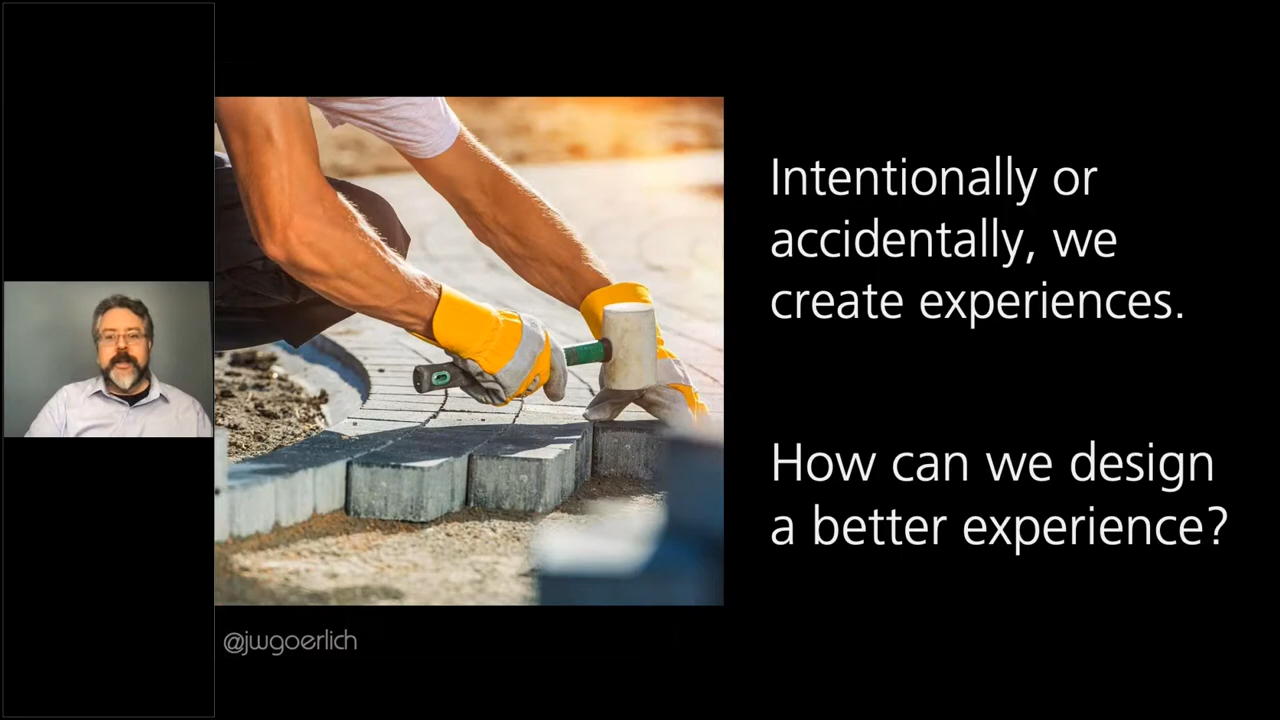 Intentionally or
accidentally, we
create experiences.
How can we design
a better experience?
@jwgoerlich